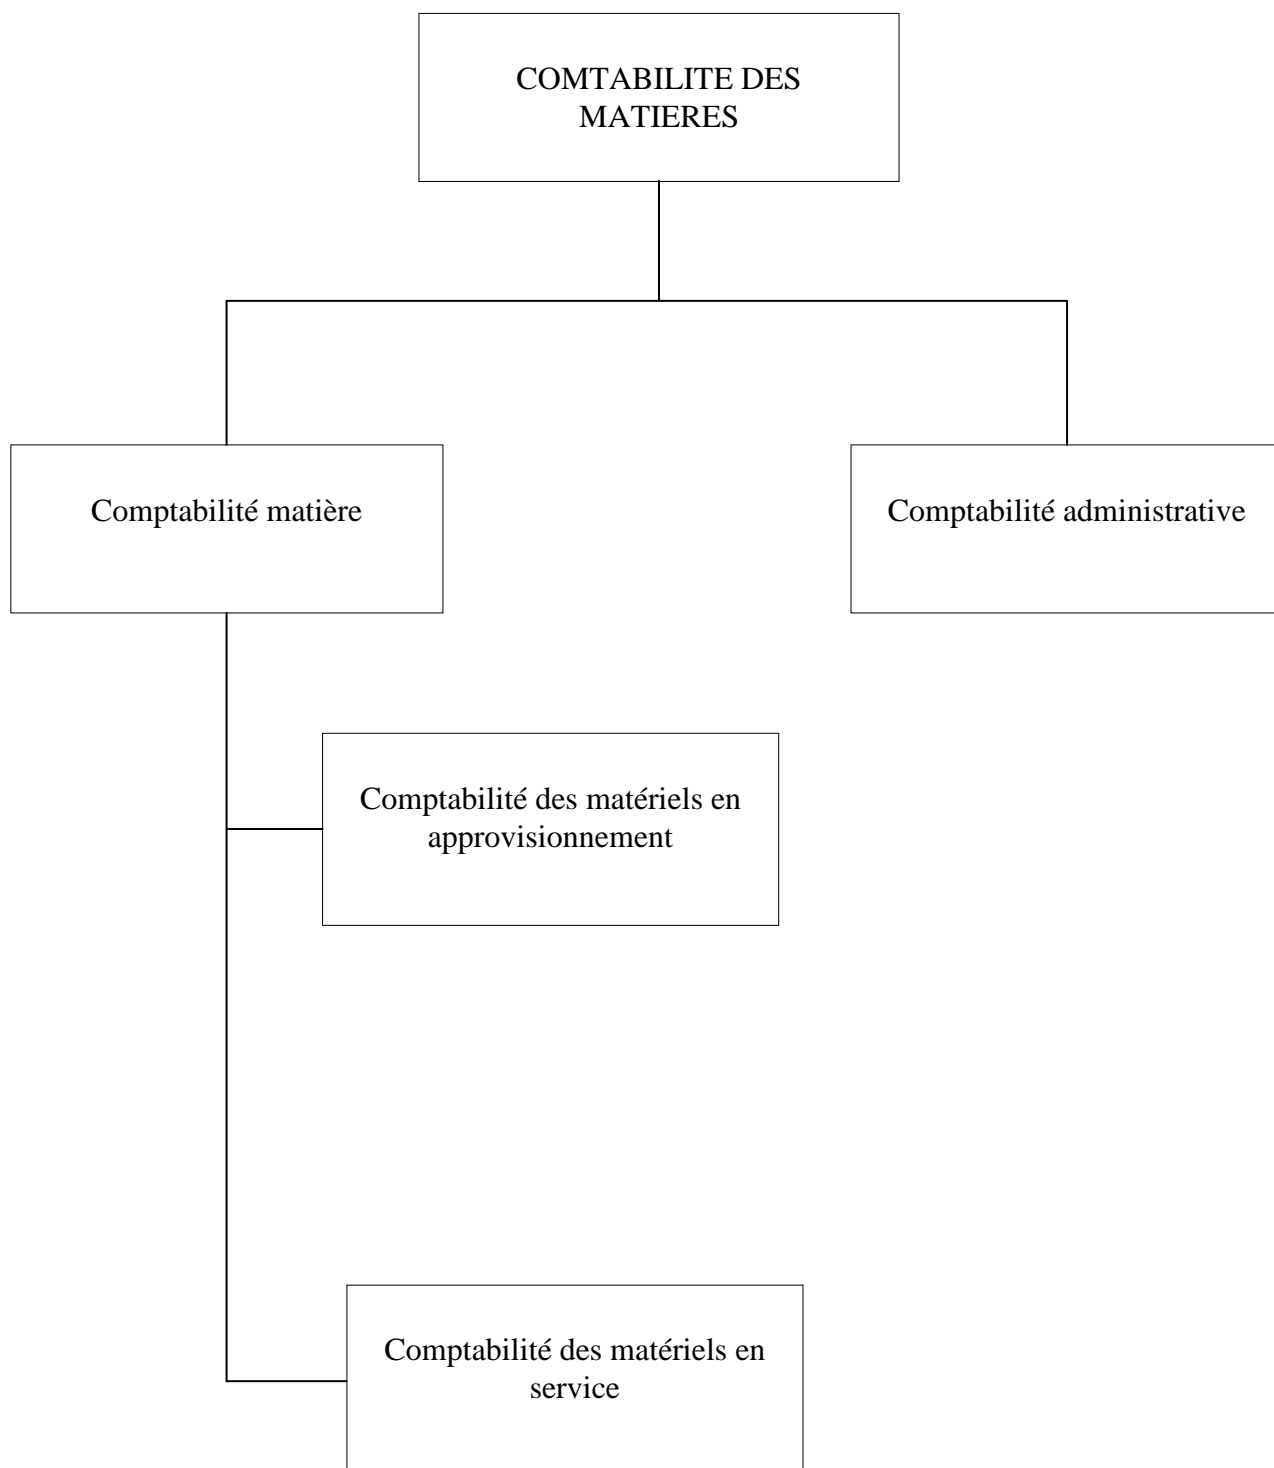 COMTABILITE DES
MATIERES
Comptabilité matière
Comptabilité administrative
Comptabilité des matériels en
approvisionnement
Comptabilité des matériels en
service